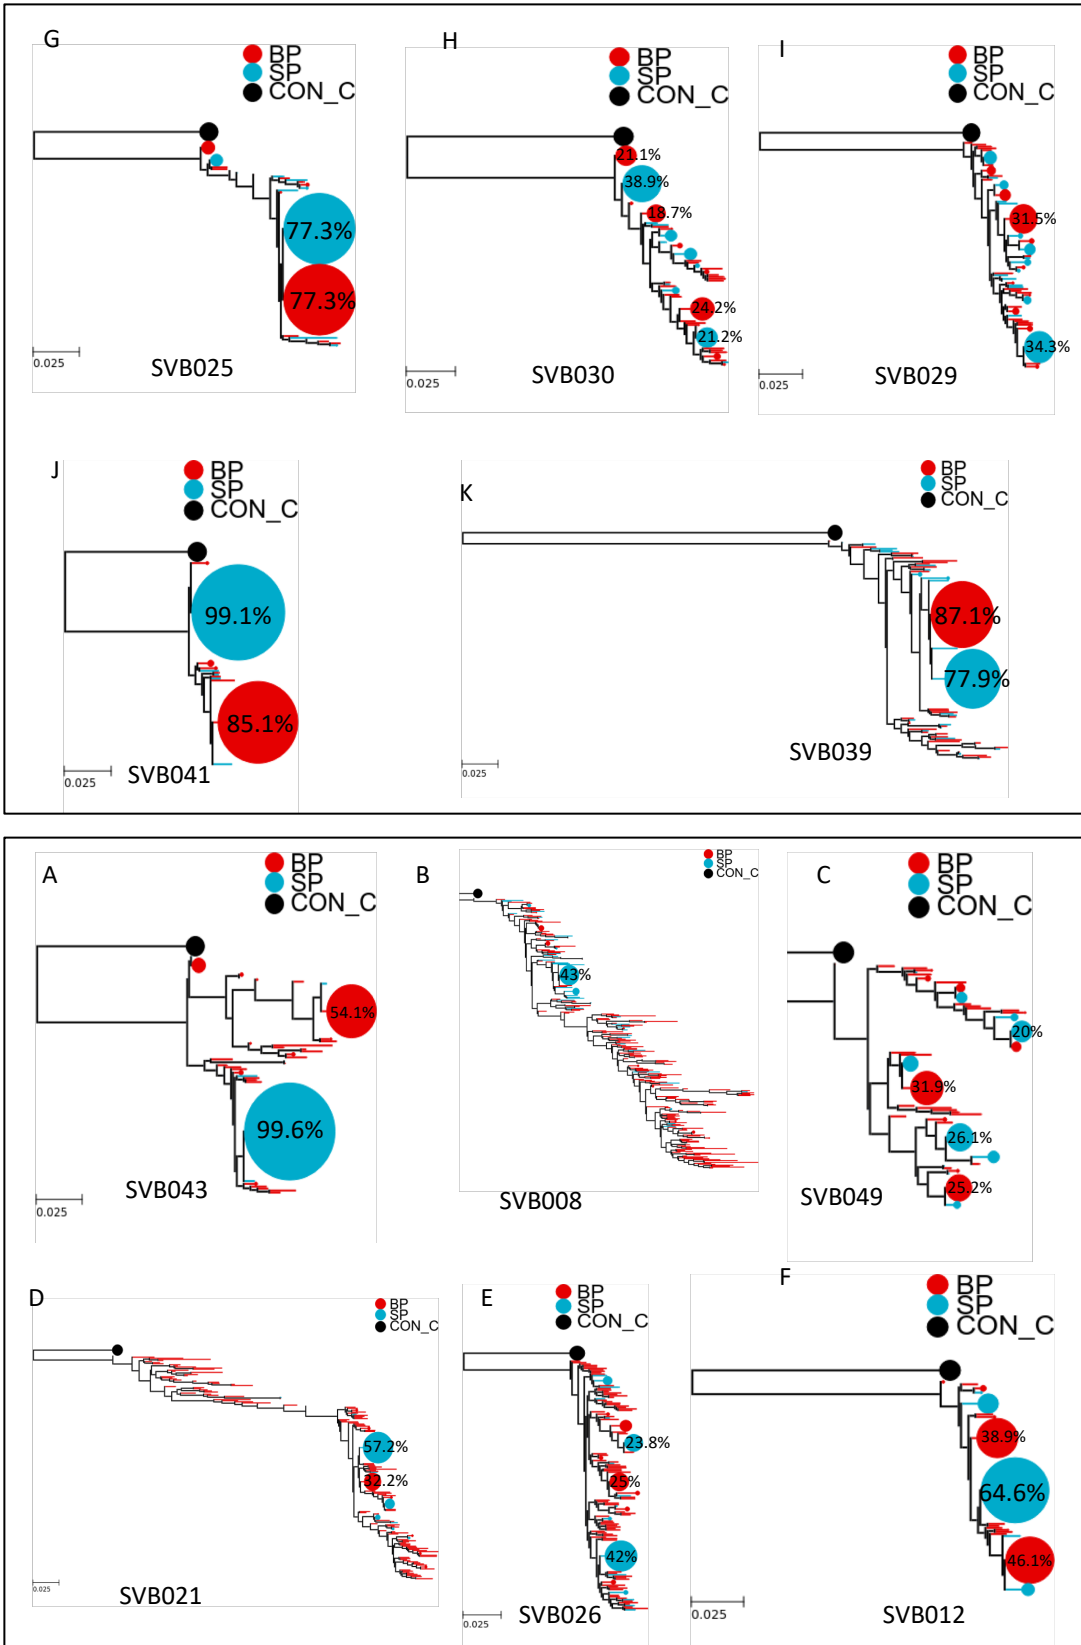 G
BP
SP
CON_C
77.3%
77.3%
0.025
SVB025
H
BP
SP
CON_C
21.1%
38.9%
18.7%
24.2%
21.2%
0.025
SVB030
I
BP
SP
CON_C
31.5%
34.3%
0.025
SVB029
J
BP
SP
CON_C
99.1%
85.1%
0.025
SVB041
K
BP
SP
CON_C
87.1%
77.9%
0.025
SVB039
A
BP
SP
CON_C
54.1%
99.6%
0.025
SVB043
B
BP
SP
CON_C
43%
SVB008
C
BP
SP
CON_C
20%
31.9%
26.1%
25.2%
SVB049
D
BP
SP
CON_C
57.2%
32.2%
0.025
SVB021
E
BP
SP
CON_C
23.8%
25%
42%
0.025
SVB026
F
BP
SP
CON_C
38.9%
64.6%
46.1%
0.025
SVB012